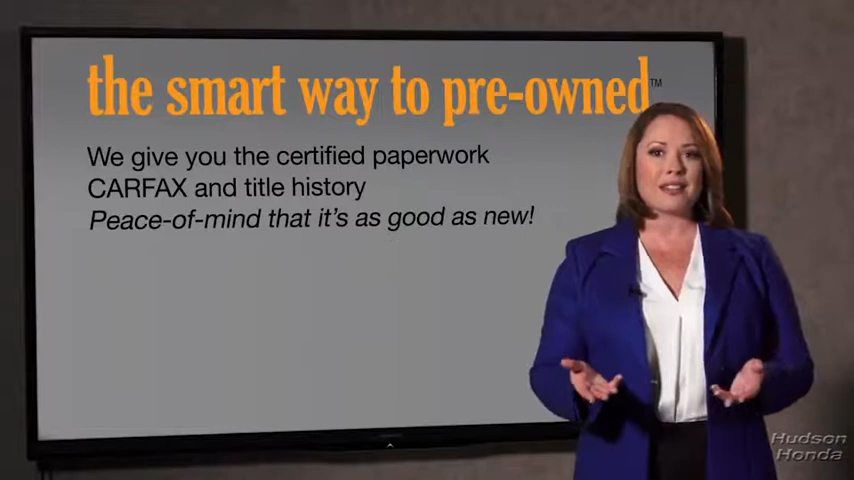 the smart way to pre-owned™
We give you the certified paperwork
CARFAX and title history
Peace-of-mind that it's as good as new!
Hudson
Honda